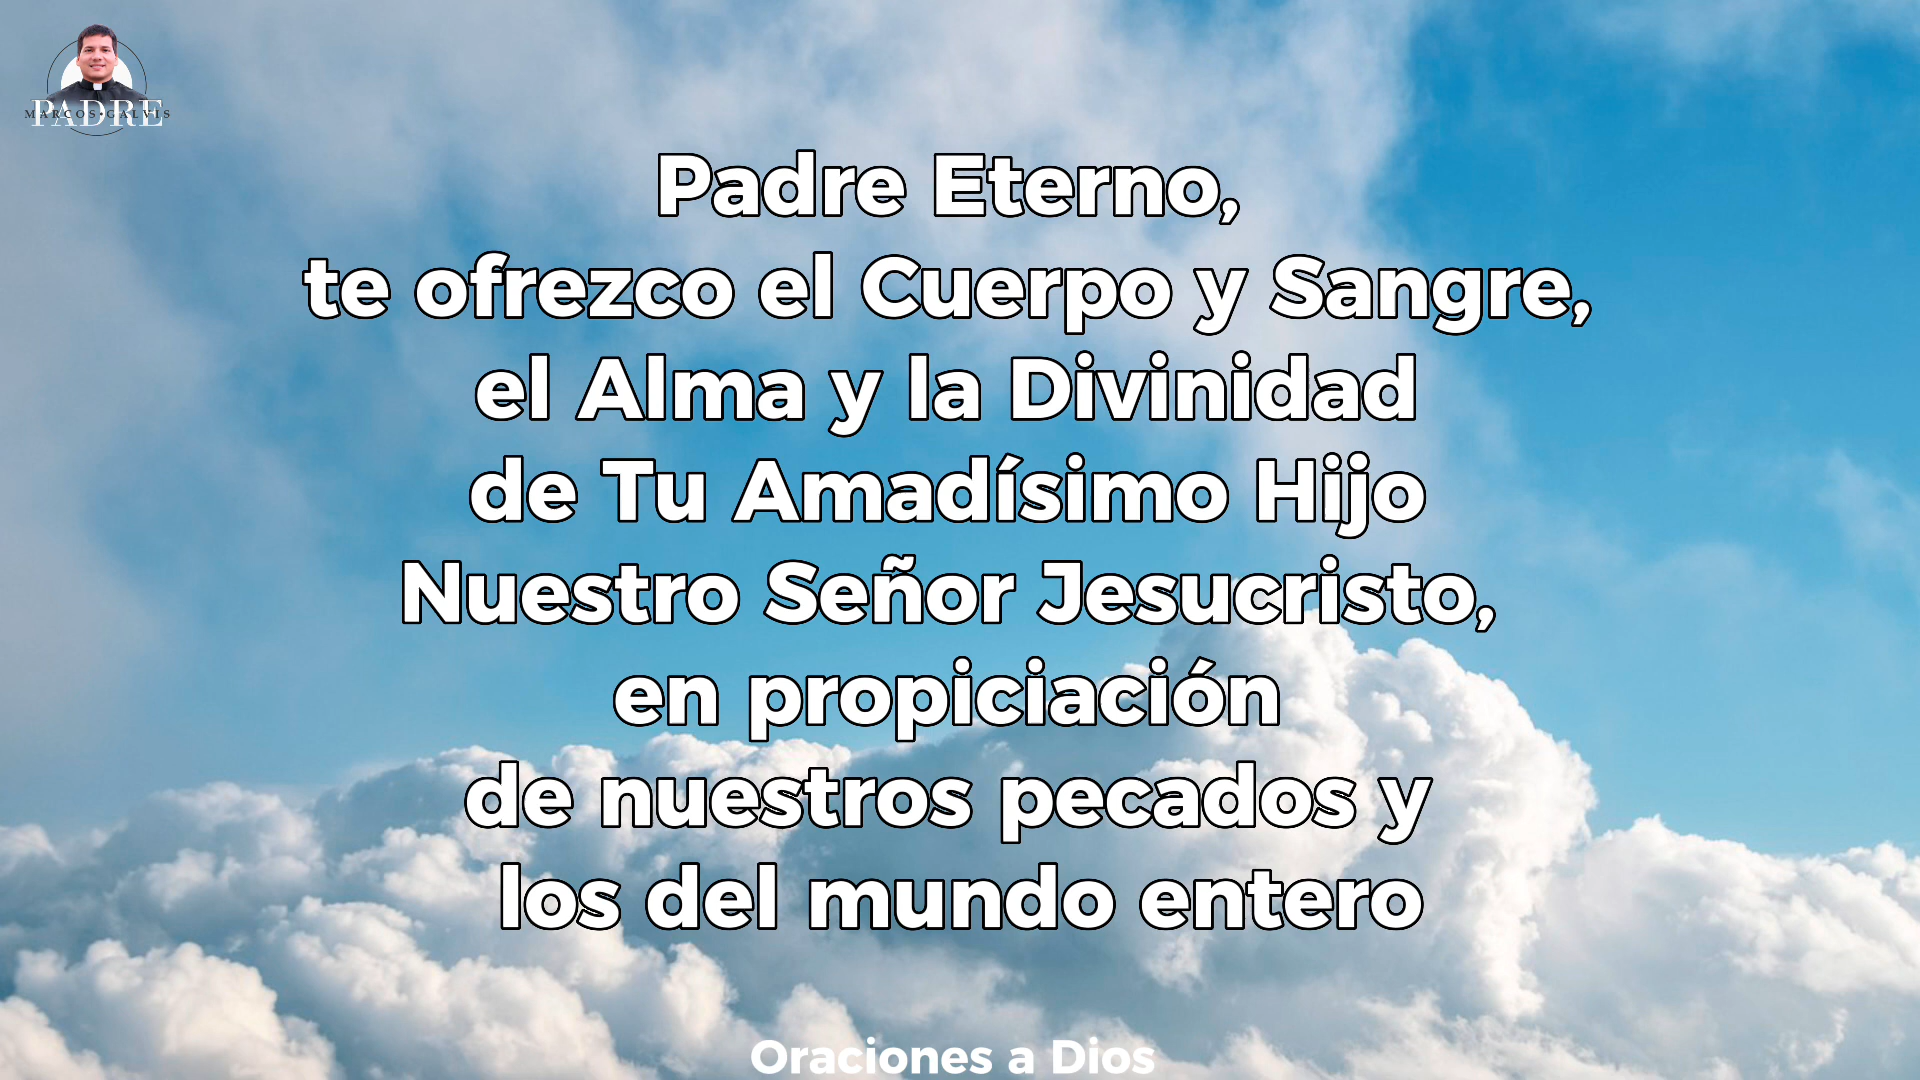 PADRE
MARCOS•GALVIS
Padre Eterno,
te ofrezco el Cuerpo y Sangre,
el Alma y la Divinidad
de Tu Amadísimo Hijo
Nuestro Señor Jesucristo,
en propiciación
de nuestros pecados y
los del mundo entero
Oraciones a Dios